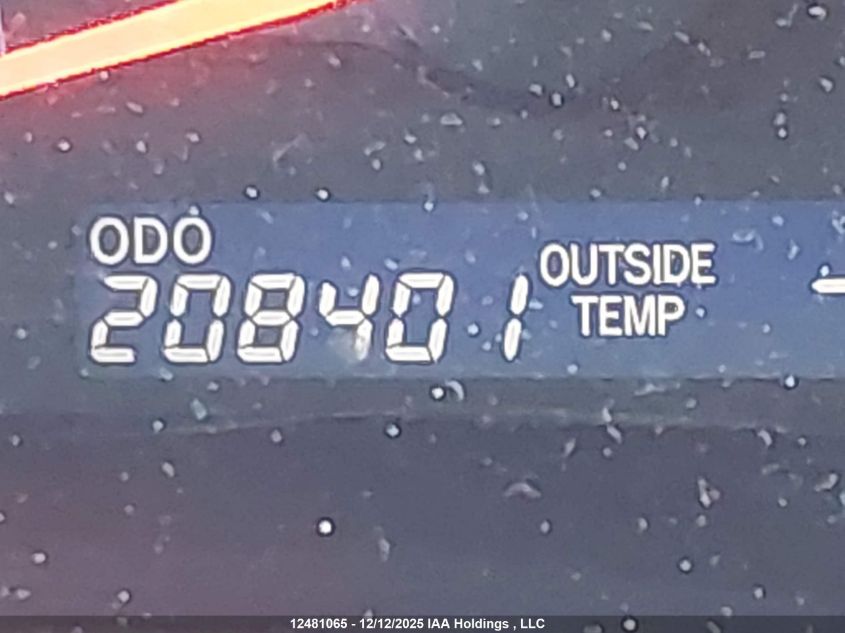 ODO
208401
OUTSIDE
TEMP
12481065 - 12/12/2025 IAA Holdings , LLC